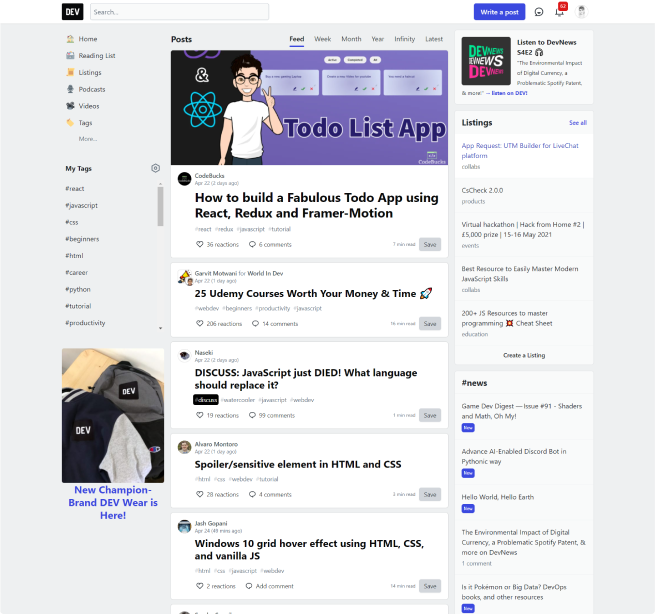 DEV
Search...
Write a post
62
Home
Reading List
Listings
Podcasts
Videos
Tags
More...
My Tags
#react
#javascript
#css
#beginners
#html
#career
#python
#tutorial
#productivity
DEV
DEV
New Champion-
Brand DEV Wear is
Here!
Posts
Feed Week Month Year Infinity Latest
&
Todo List App
CodeBucks
CodeBucks
Apr 22 (2 days ago)
How to build a Fabulous Todo App using
React, Redux and Framer-Motion
#react #redux #javascript #tutorial
36 reactions 6 comments 7 min read Save
Garvit Motwani for World In Dev
Apr 22 (1 day ago)
25 Udemy Courses Worth Your Money & Time 🚀
#webdev #beginners #productivity #javascript
206 reactions 14 comments 16 min read Save
Naseki
Apr 22 (2 days ago)
DISCUSS: JavaScript just DIED! What language
should replace it?
#discuss #watercooler #javascript #webdev
19 reactions 99 comments 1 min read Save
Alvaro Montoro
Apr 22 (1 day ago)
Spoiler/sensitive element in HTML and CSS
#html #css #webdev #tutorial
28 reactions 4 comments 3 min read Save
Jash Gopani
Apr 24 (48 mins ago)
Windows 10 grid hover effect using HTML, CSS,
and vanilla JS
#html #css #javascript #webdev
2 reactions Add comment 14 min read Save
DEVNEWS
DEVNEWS
DEVNEWS
Listen to DevNews
S4E2 🎧
"The Environmental Impact
of Digital Currency, a
Problematic Spotify Patent,
& more!" — listen on DEV!
Listings See all
App Request: UTM Builder for LiveChat
platform
collabs
CsCheck 2.0.0
products
Virtual hackathon | Hack from Home #2 |
£5,000 prize | 15-16 May 2021
events
Best Resource to Easily Master Modern
JavaScript Skills
collabs
200+ JS Resources to master
programming 💥 Cheat Sheet
education
Create a Listing
#news
Game Dev Digest — Issue #91 - Shaders
and Math, Oh My!
New
Advance AI-Enabled Discord Bot in
Pythonic way
New
Hello World, Hello Earth
New
The Environmental Impact of Digital
Currency, a Problematic Spotify Patent, &
more on DevNews
1 comment
Is it Pokémon or Big Data? DevOps
books, and other resources
New